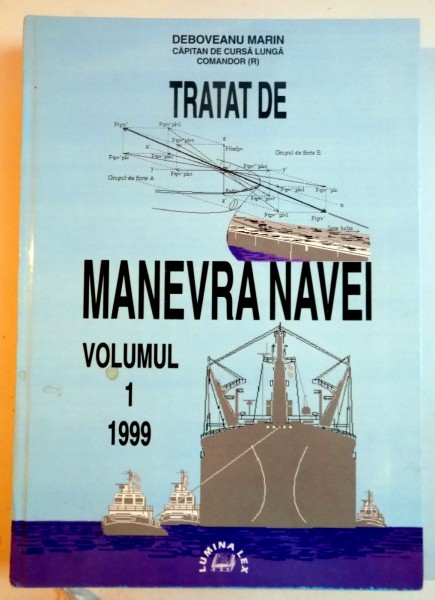 DEBOVEANU MARIN
CĂPITAN DE CURSĂ LUNGĂ
COMANDOR (R)
TRATAT DE
Grupul de forte B
Grupul de forte A
MANEVRA NAVEI
VOLUMUL
1
1999
LUMINA LEX